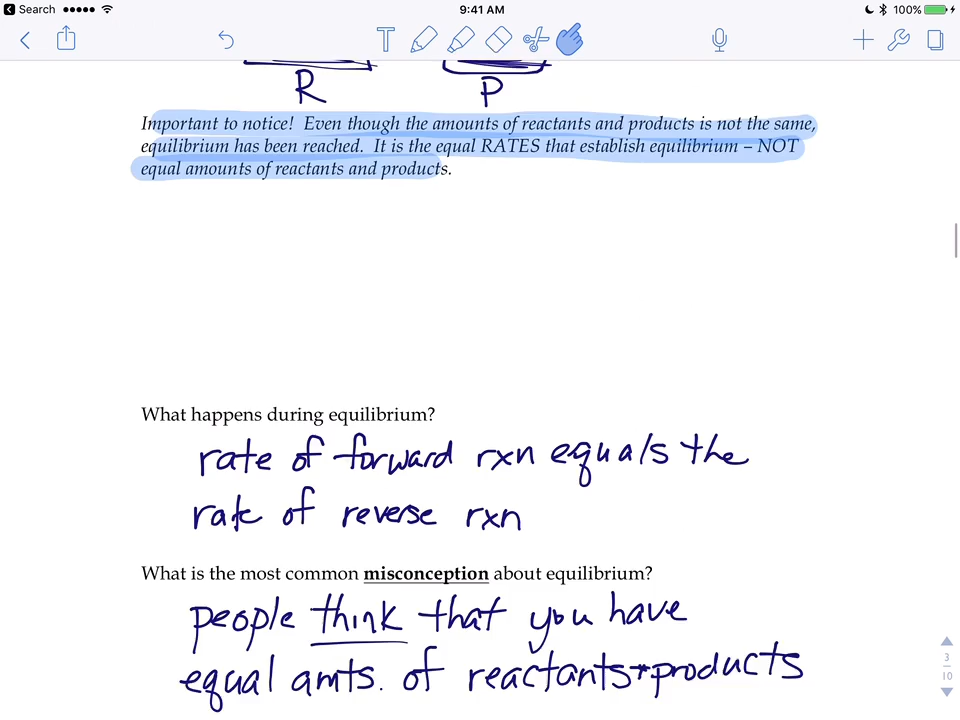 Search
9:41 AM
100%
T
R P
Important to notice! Even though the amounts of reactants and products is not the same,
equilibrium has been reached. It is the equal RATES that establish equilibrium – NOT
equal amounts of reactants and products.
What happens during equilibrium?
rate of forward rxn equals the
rate of reverse rxn
What is the most common misconception about equilibrium?
people think that you have
equal amts. of reactants + products
3
10